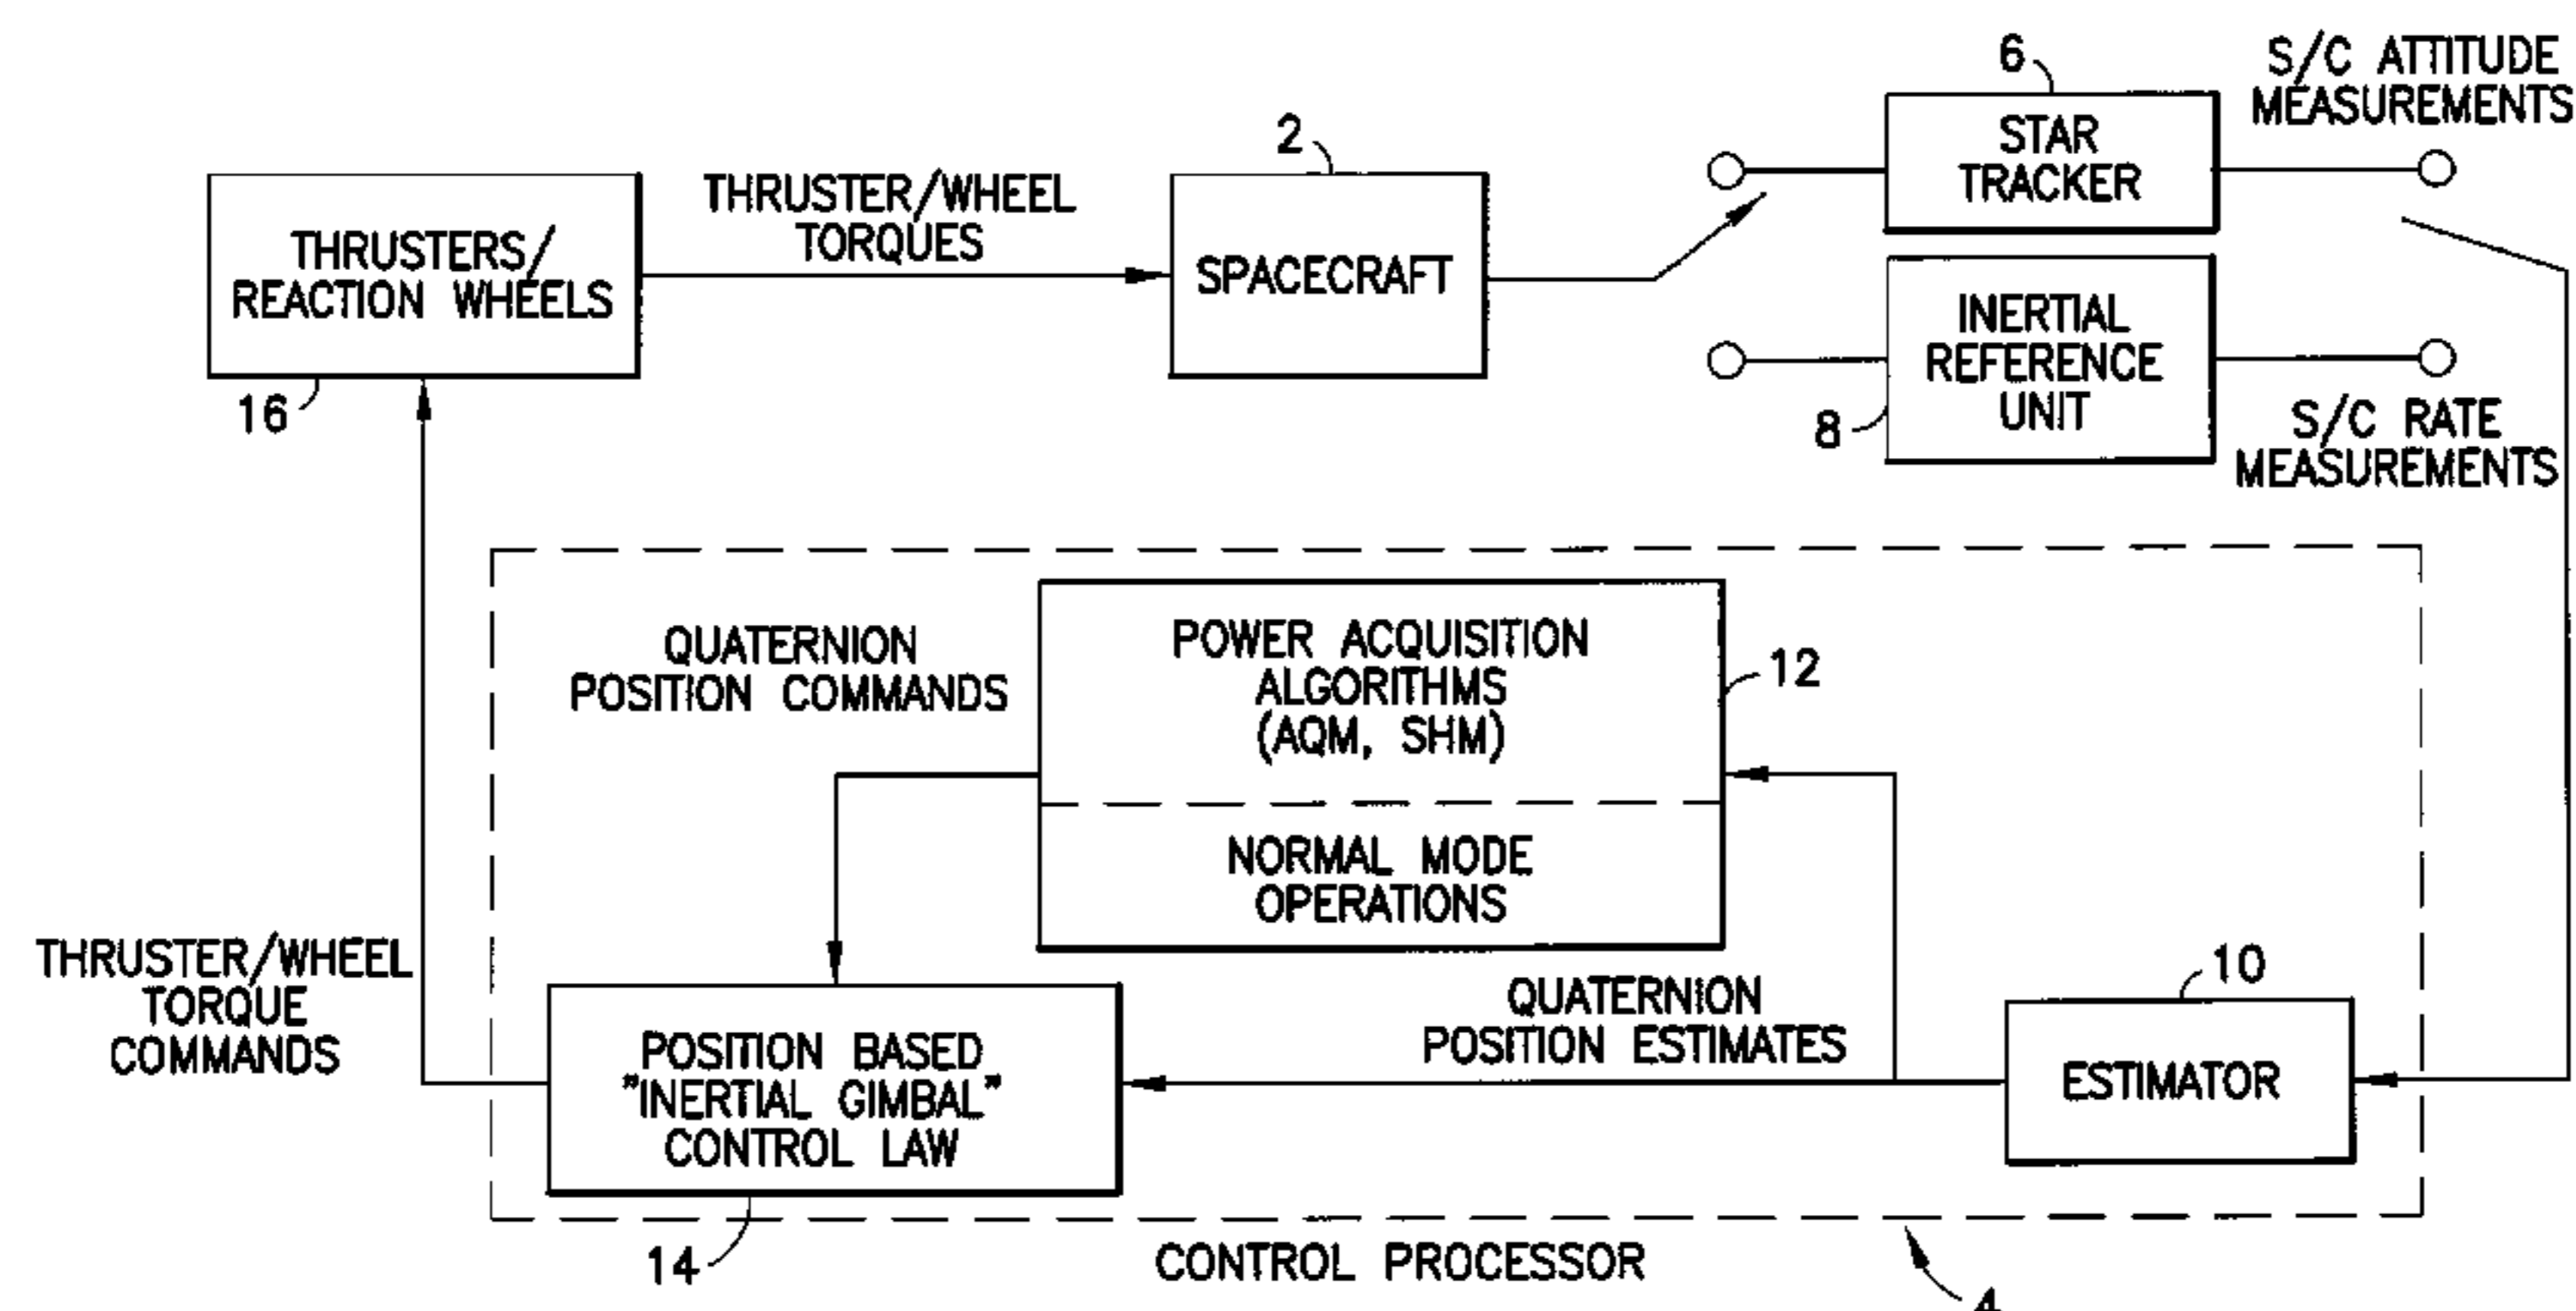 6
S/C ATTITUDE
MEASUREMENTS
STAR
TRACKER
2
THRUSTER/WHEEL
TORQUES
THRUSTERS/
REACTION WHEELS
SPACECRAFT
16
INERTIAL
REFERENCE
UNIT
8
S/C RATE
MEASUREMENTS
QUATERNION
POSITION COMMANDS
POWER ACQUISITION
ALGORITHMS
(AQM, SHM)
12
NORMAL MODE
OPERATIONS
THRUSTER/WHEEL
TORQUE
COMMANDS
POSITION BASED
"INERTIAL GIMBAL"
CONTROL LAW
QUATERNION
POSITION ESTIMATES
10
ESTIMATOR
14
CONTROL PROCESSOR
4